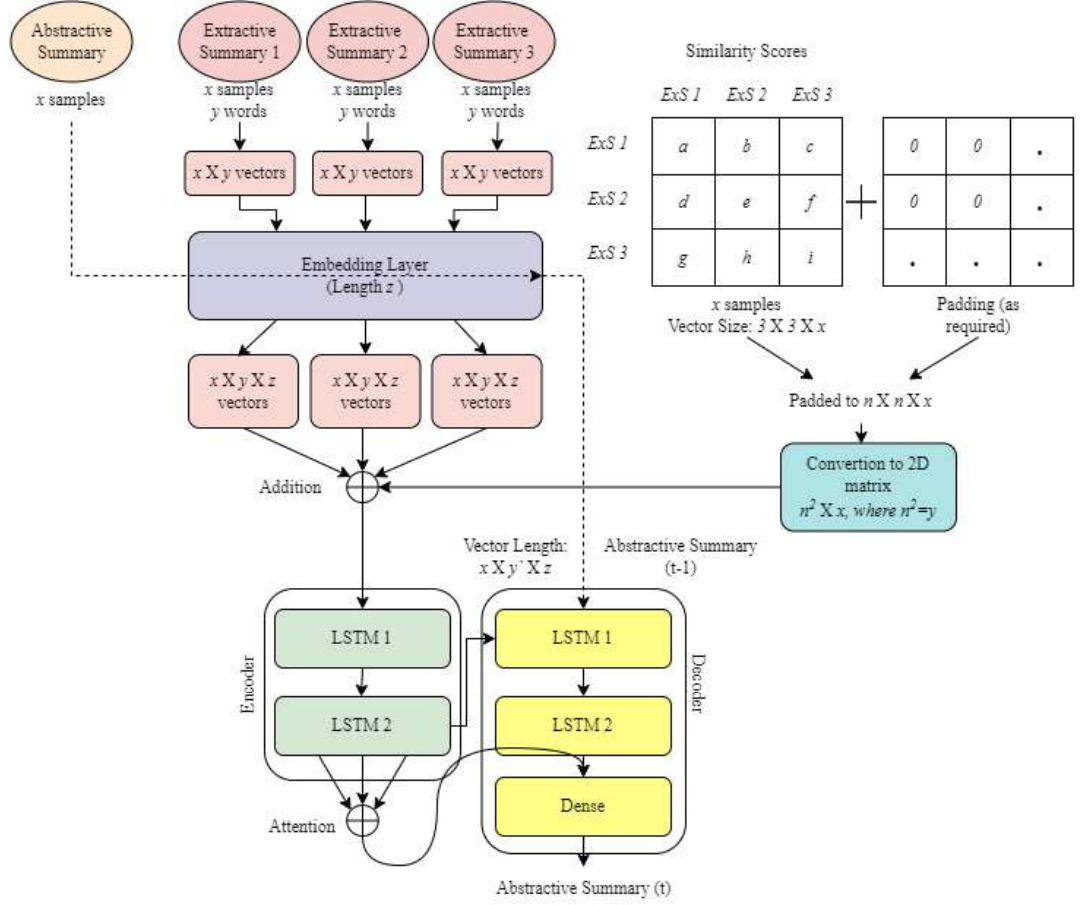 Abstractive
Summary
Extractive
Summary 1
Extractive
Summary 2
Extractive
Summary 3
x samples
x samples
y words
x samples
y words
x samples
y words
x X y vectors
x X y vectors
x X y vectors
Embedding Layer
(Length z )
x X y X z
vectors
x X y X z
vectors
x X y X z
vectors
Addition
Similarity Scores
ExS 1 ExS 2 ExS 3
ExS 1 a b c
ExS 2 d e f
ExS 3 g h i
+
0 0 .
0 0 .
. . .
x samples
Vector Size: 3 X 3 X x
Padding (as
required)
Padded to n X n X x
Convertion to 2D
matrix
n² X x, where n²=y
Vector Length:
x X y` X z
Abstractive Summary
(t-1)
Encoder
LSTM 1
LSTM 2
Attention
Decoder
LSTM 1
LSTM 2
Dense
Abstractive Summary (t)